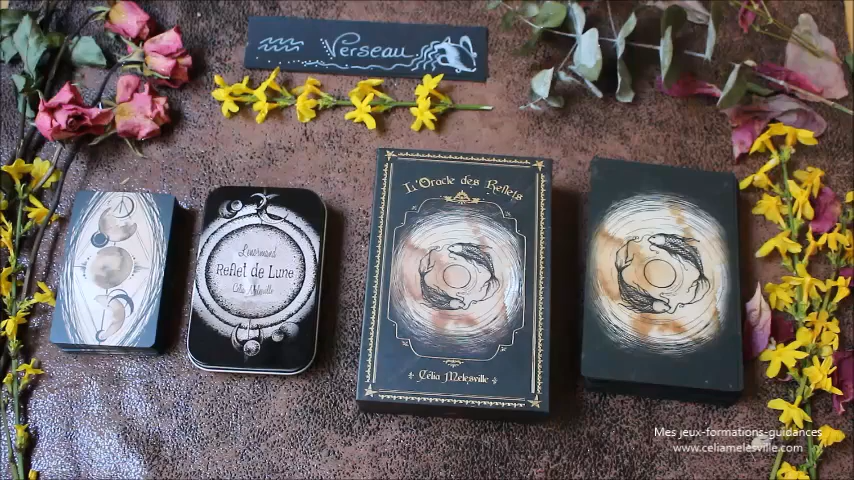 Verseau
Lenormand
Reflet de Lune
Célia Melesville
L'Oracle des Reflets
Célia Melesville
Mes jeux-formations-guidances
www.celiamelesville.com